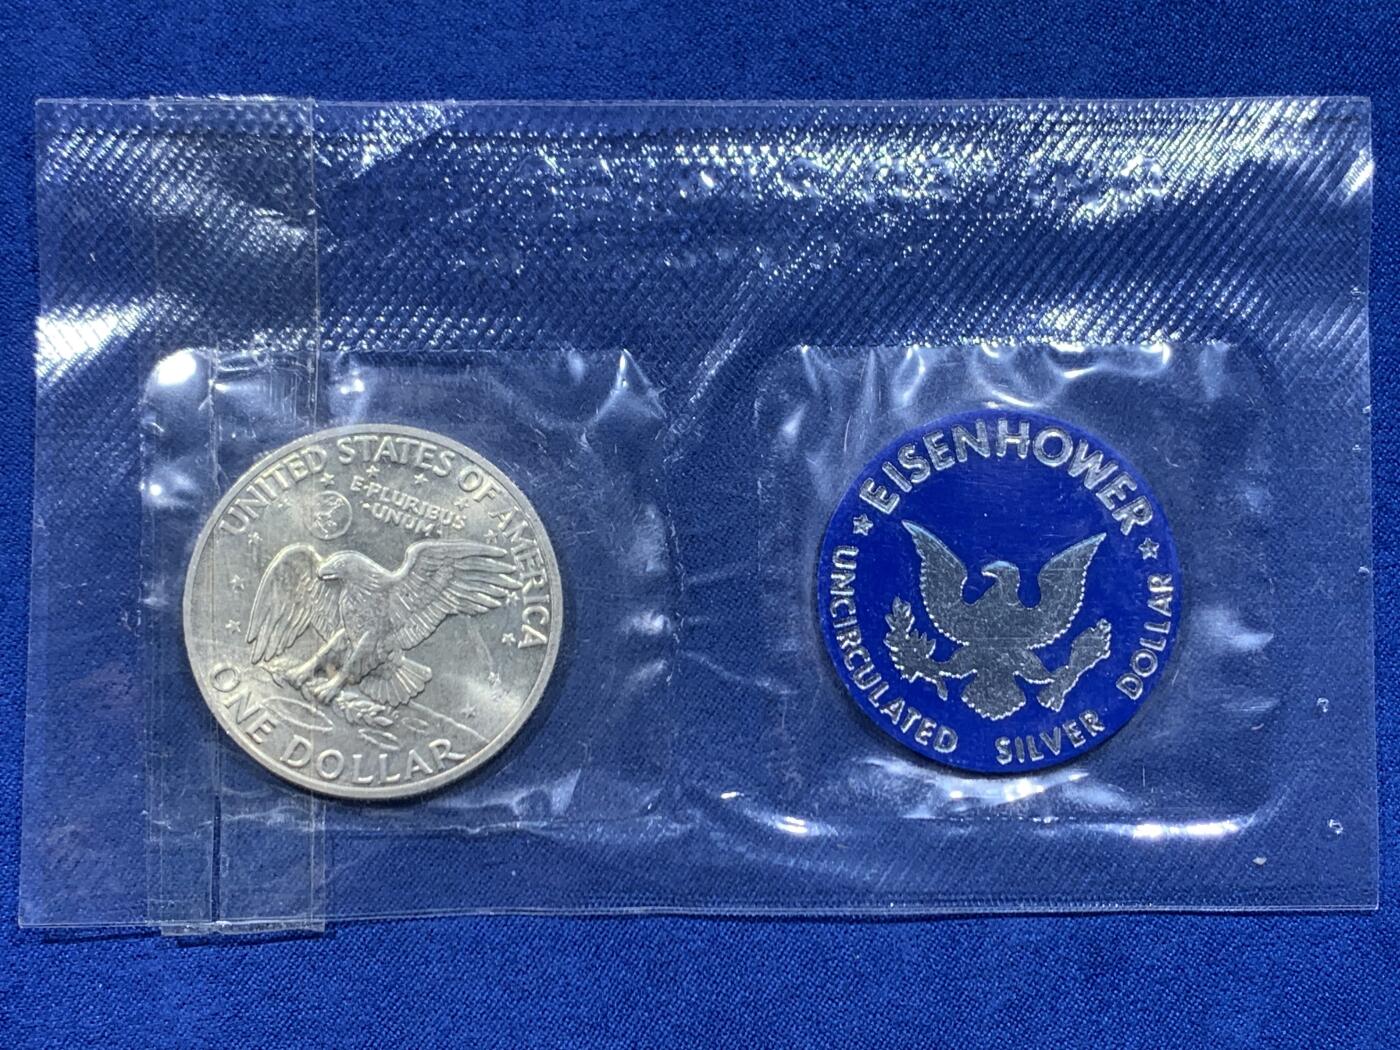 UNITED STATES OF AMERICA
E·PLURIBUS
·UNUM·
ONE DOLLAR
EISENHOWER
UNCIRCULATED SILVER DOLLAR